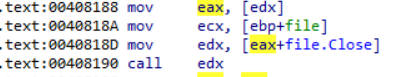 .text:00408188 mov     eax, [edx]
.text:0040818A mov     ecx, [ebp+file]
.text:0040818D mov     edx, [eax+file.Close]
.text:00408190 call    edx